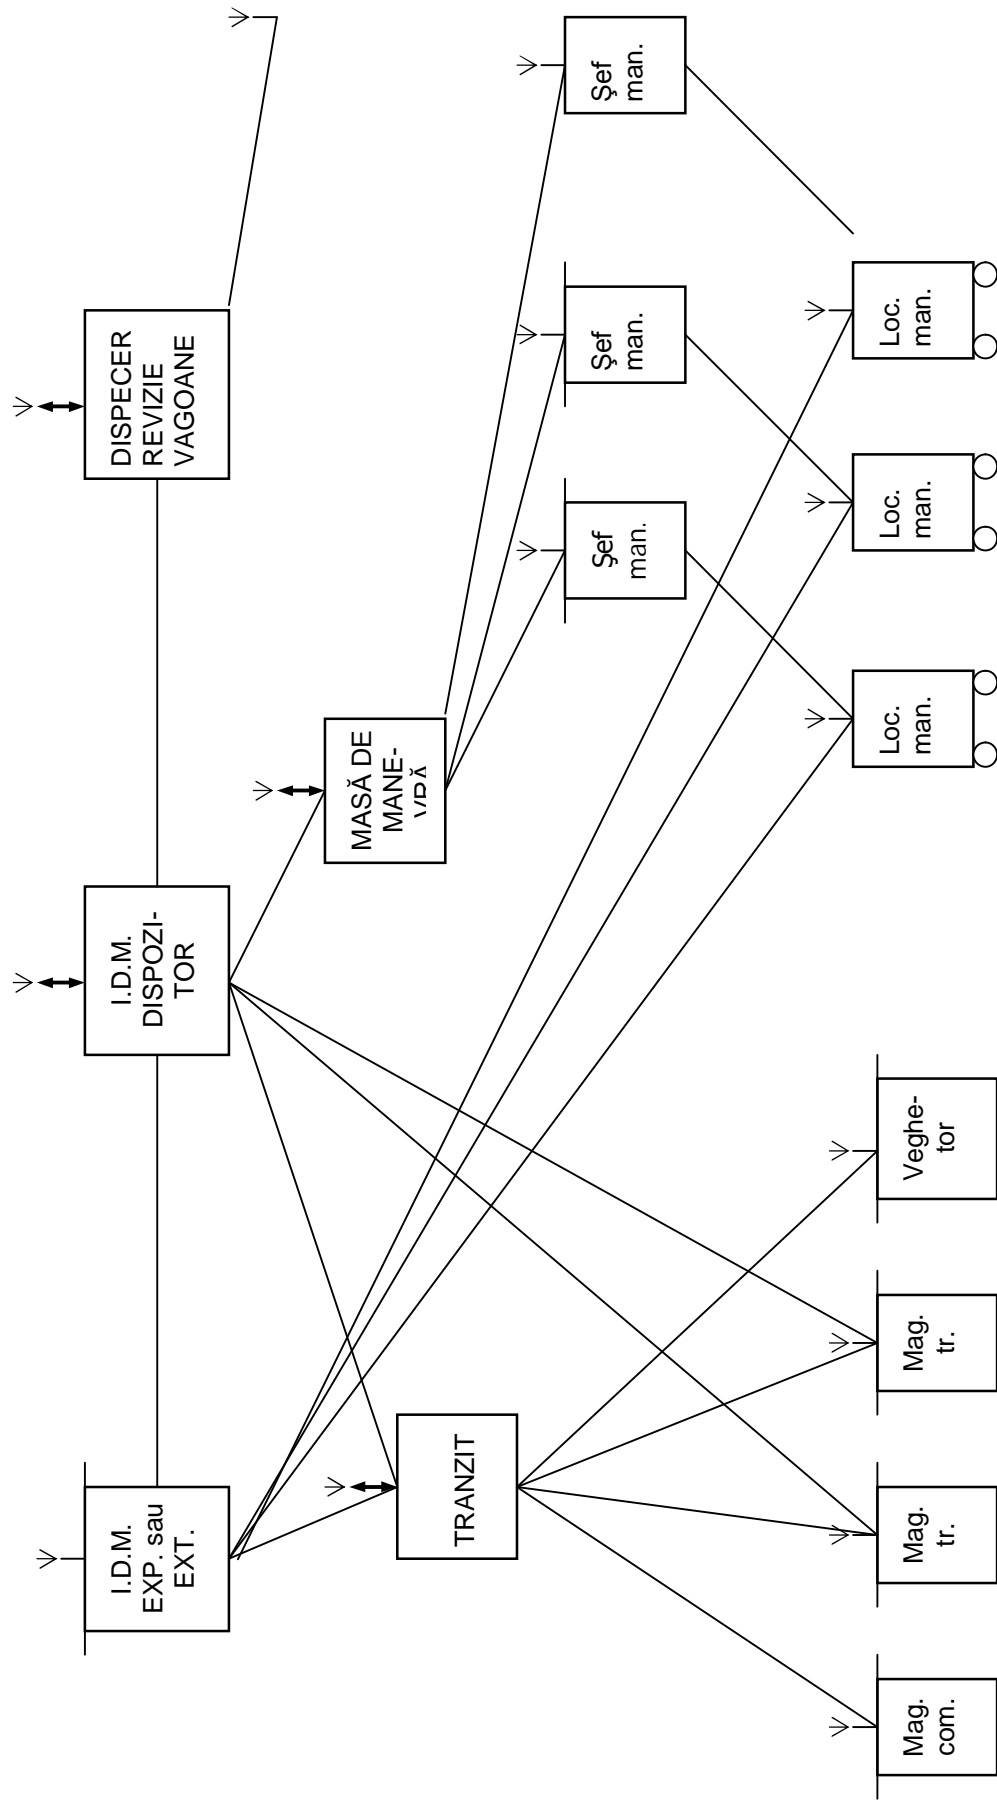 I.D.M.
EXP. sau
EXT.
I.D.M.
DISPOZI-
TOR
DISPECER
REVIZIE
VAGOANE
TRANZIT
MASĂ DE
MANE-
VRĂ
Şef
man.
Şef
man.
Şef
man.
Mag.
com.
Mag.
tr.
Mag.
tr.
Veghe-
tor
Loc.
man.
Loc.
man.
Loc.
man.